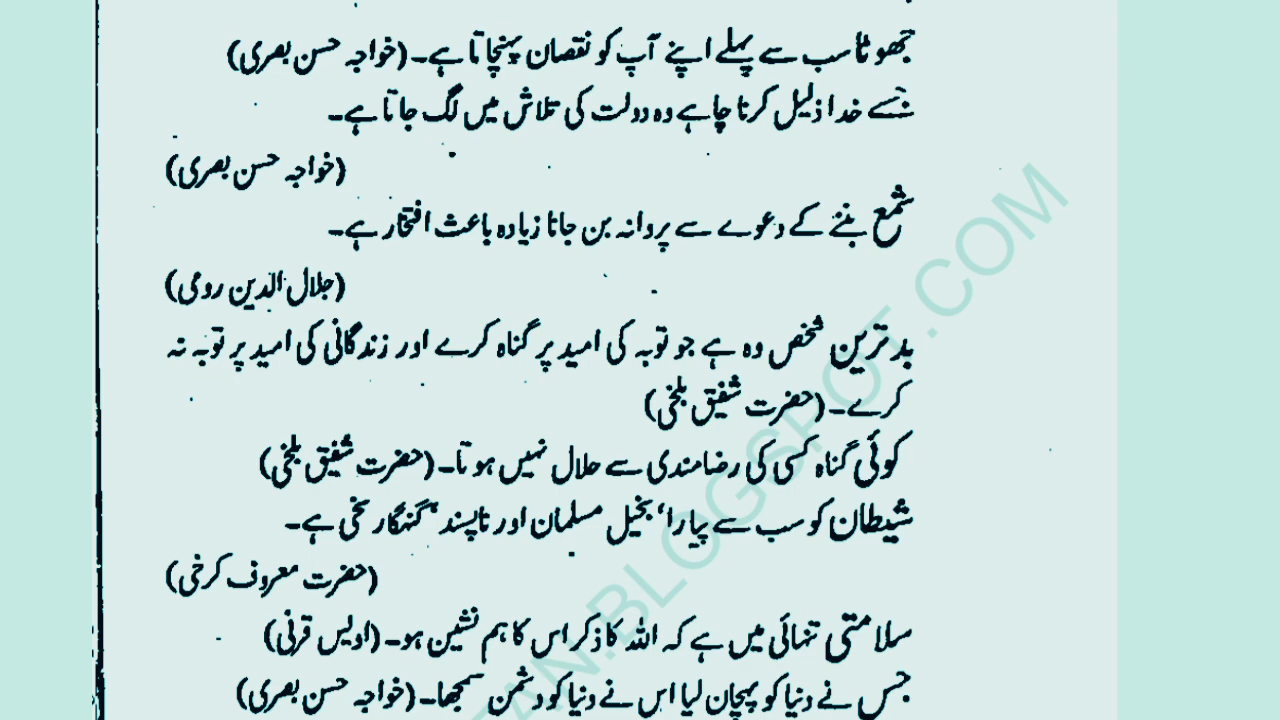 جھوٹا سب سے پہلے اپنے آپ کو نقصان پہنچاتا ہے۔ (خواجہ حسن بصری)
جسے خدا ذلیل کرنا چاہے وہ دولت کی تلاش میں لگ جاتا ہے۔
(خواجہ حسن بصری)
شمع بننے کے دعوے سے پروانہ بن جانا زیادہ باعث افتخار ہے۔
(جلال الدین رومی)
بد ترین شخص وہ ہے جو توبہ کی امید پر گناہ کرے اور زندگانی کی امید پر توبہ نہ
کرے۔ (حضرت شفیق بلخی)
کوئی گناہ کسی کی رضامندی سے حلال نہیں ہوتا۔ (حضرت شفیق بلخی)
شیطان کو سب سے پیارا‘ بخیل مسلمان اور ناپسند‘ گنہگار سخی ہے۔
(حضرت معروف کرخی)
سلامتی تنہائی میں ہے کہ اللہ کا ذکر اس کا ہم نشین ہو۔ (اویس قرنی)
جس نے دنیا کو پہچان لیا اس نے دنیا کو دشمن سمجھا۔ (خواجہ حسن بصری)
.BLOGSPOT.COM